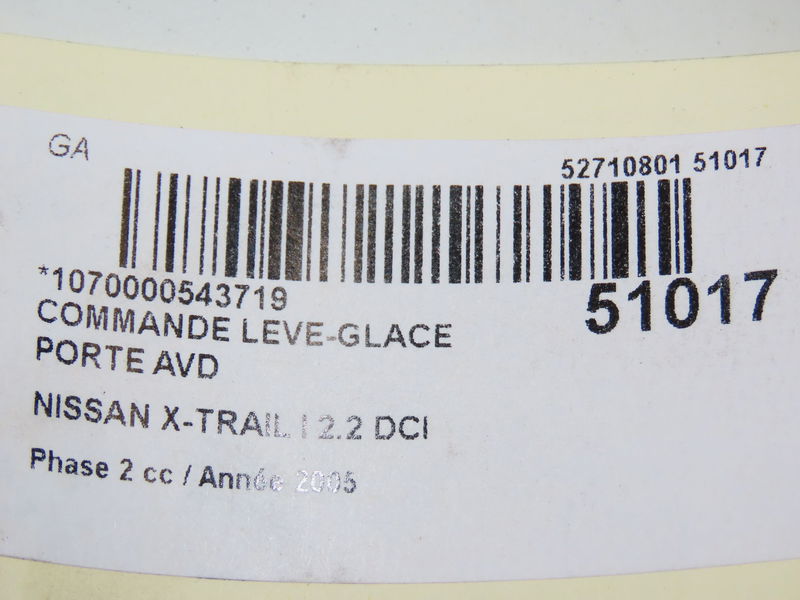 GA
52710801 51017
*1070000543719
51017
COMMANDE LEVE-GLACE
PORTE AVD
NISSAN X-TRAIL I 2.2 DCI
Phase 2 cc / Année 2005